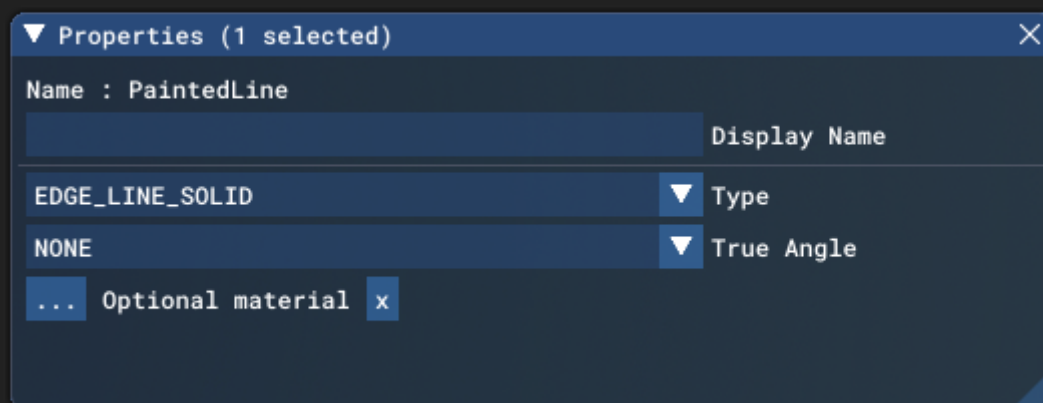 Properties (1 selected)
Name : PaintedLine
Display Name
EDGE_LINE_SOLID Type
NONE True Angle
... Optional material x